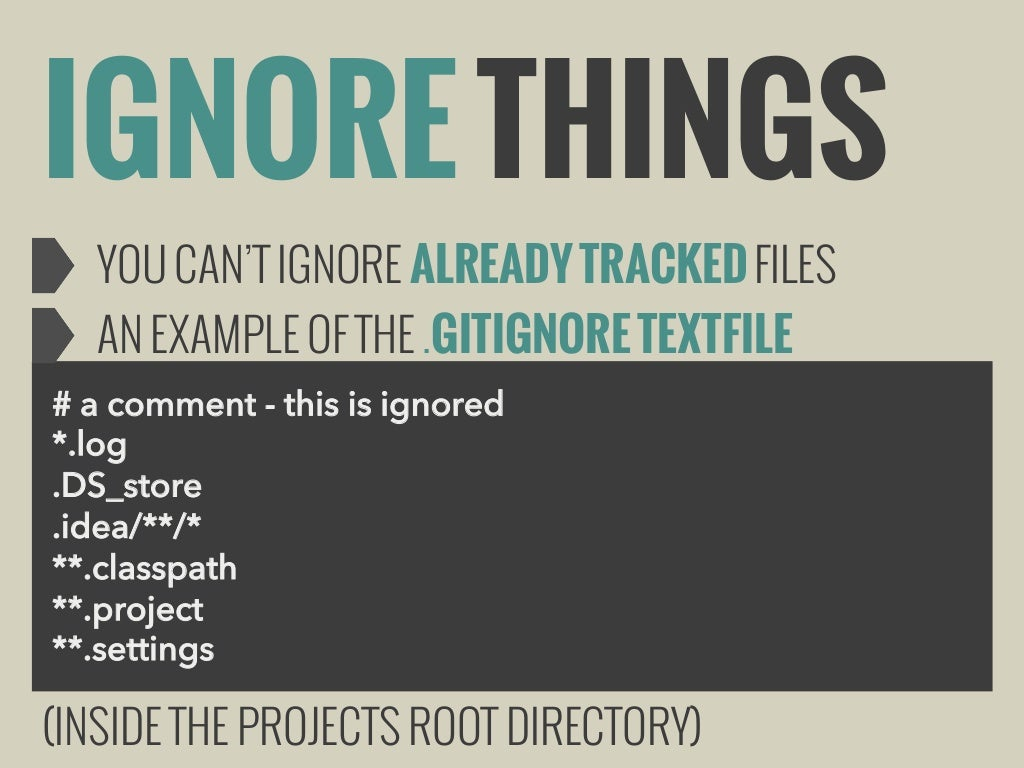 IGNORE THINGS
YOU CAN'T IGNORE ALREADY TRACKED FILES
AN EXAMPLE OF THE .GITIGNORE TEXTFILE
# a comment - this is ignored
*.log
.DS_store
.idea/**/*
**.classpath
**.project
**.settings
(INSIDE THE PROJECTS ROOT DIRECTORY)